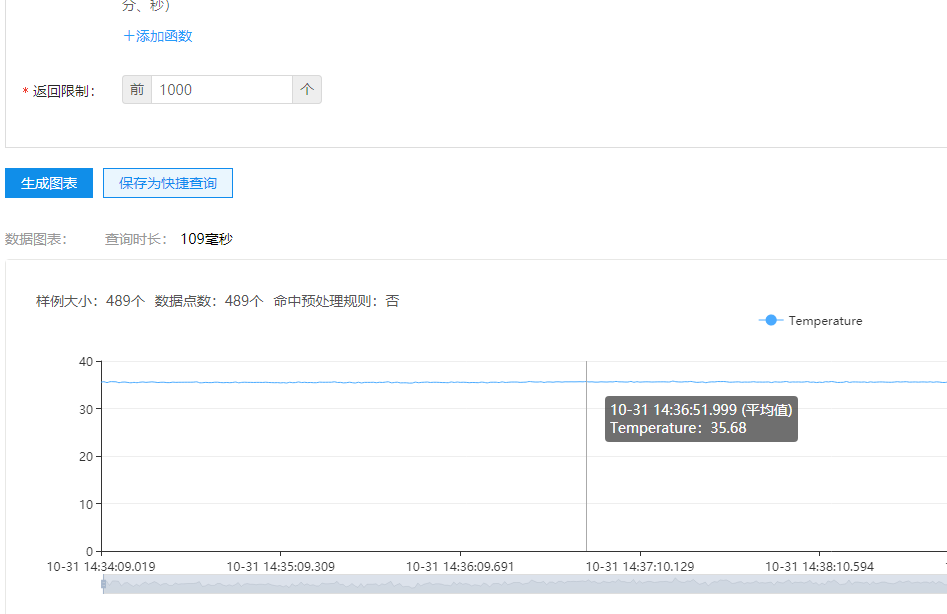 分、秒）
＋添加函数
* 返回限制： 前 1000 个
生成图表 保存为快捷查询
数据图表： 查询时长： 109毫秒
样例大小：489个 数据点数：489个 命中预处理规则：否
Temperature
40
30
10-31 14:36:51.999 (平均值)
Temperature：35.68
20
10
0
10-31 14:34:09.019 10-31 14:35:09.309 10-31 14:36:09.691 10-31 14:37:10.129 10-31 14:38:10.594